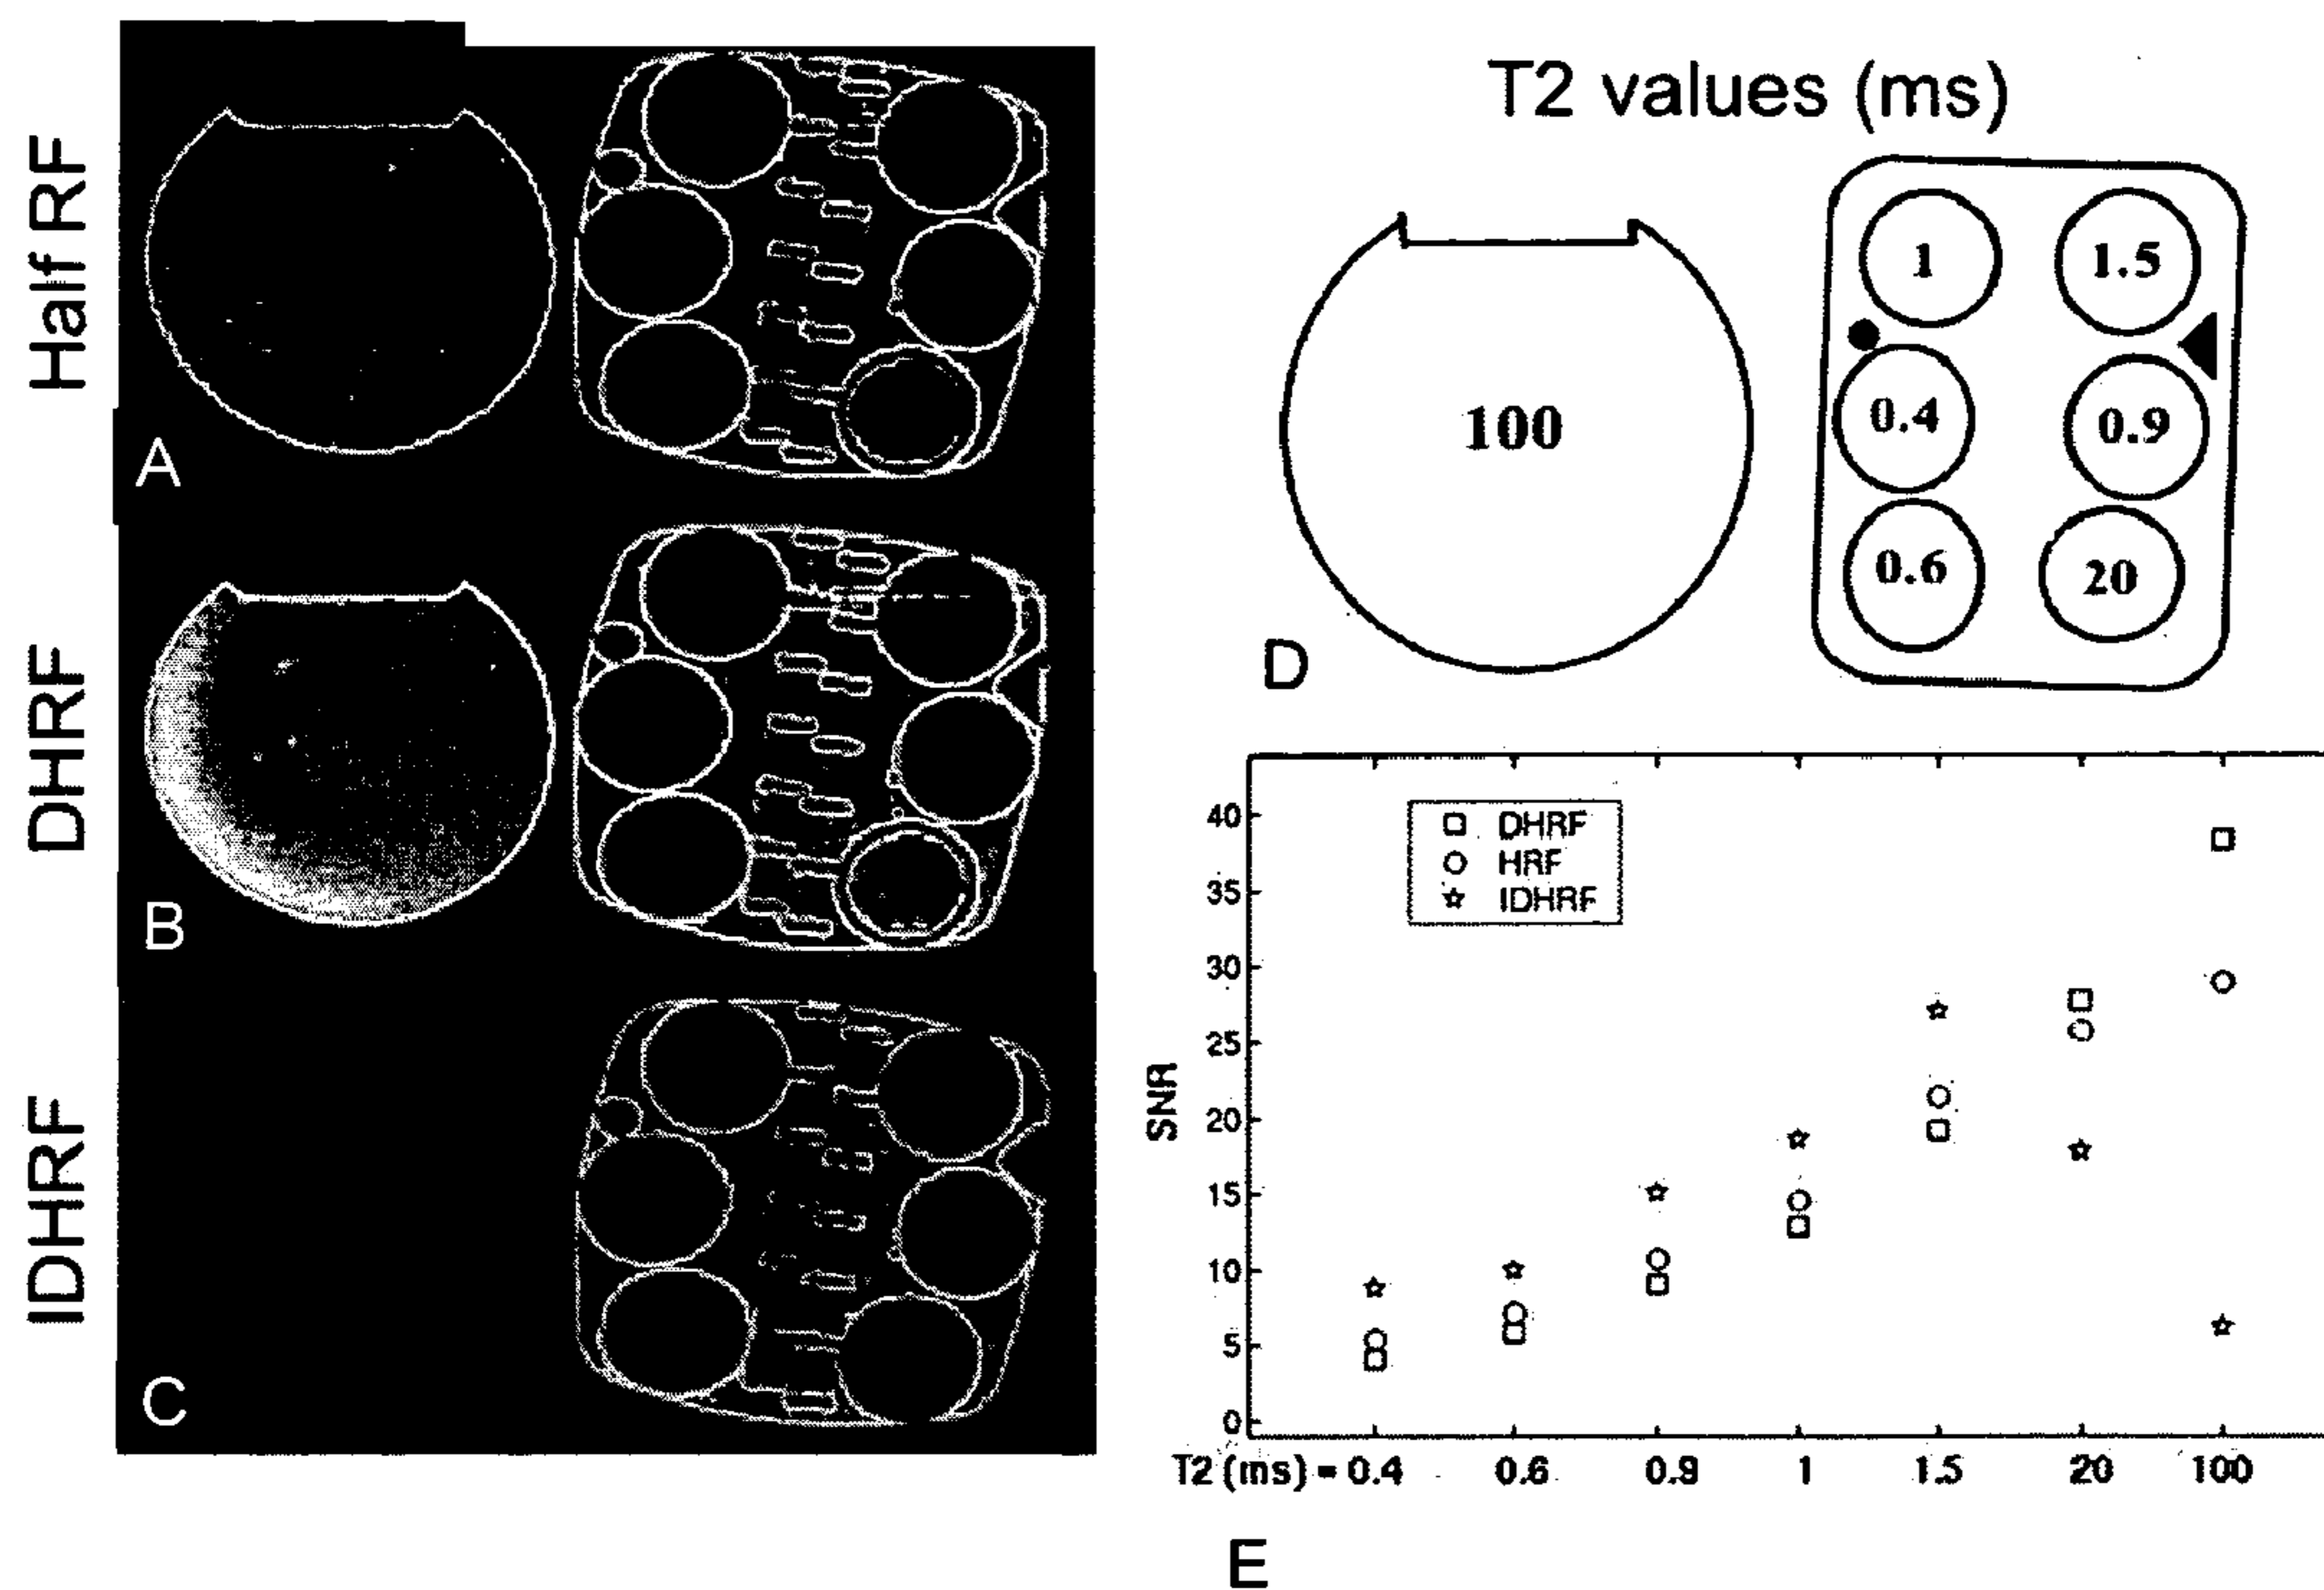 Half RF
A
DHRF
B
IDHRF
C
T2 values (ms)
100
1
1.5
0.4
0.9
0.6
20
D
DHRF
HRF
IDHRF
SNR
40
35
30
25
20
15
10
5
0
T2 (ms) = 0.4 0.6 0.9 1 1.5 20 100
E